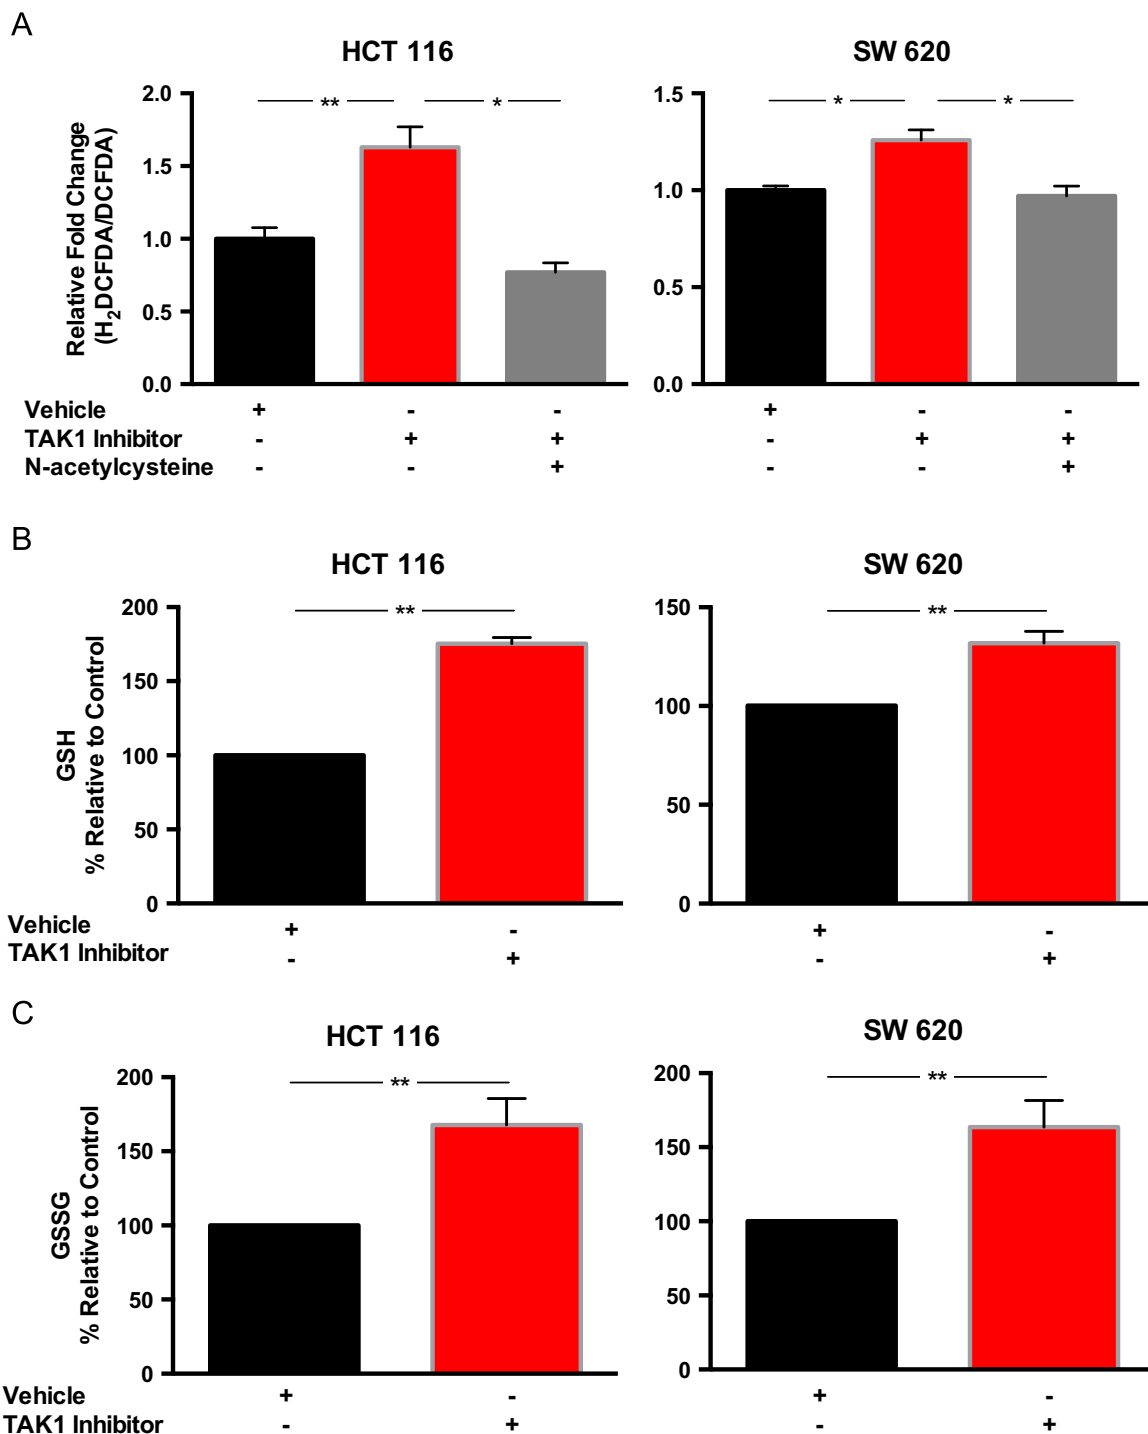 A
HCT 116
SW 620
Relative Fold Change
(H₂DCFDA/DCFDA)
2.0
1.5
1.0
0.5
0.0
** *
1.5
1.0
0.5
0.0
* *
Vehicle + - - + - -
TAK1 Inhibitor - + + - + +
N-acetylcysteine - - + - - +
B
HCT 116
SW 620
GSH
% Relative to Control
200
150
100
50
0
**
150
100
50
0
**
Vehicle + - + -
TAK1 Inhibitor - + - +
C
HCT 116
SW 620
GSSG
% Relative to Control
200
150
100
50
0
**
200
150
100
50
0
**
Vehicle + - + -
TAK1 Inhibitor - + - +